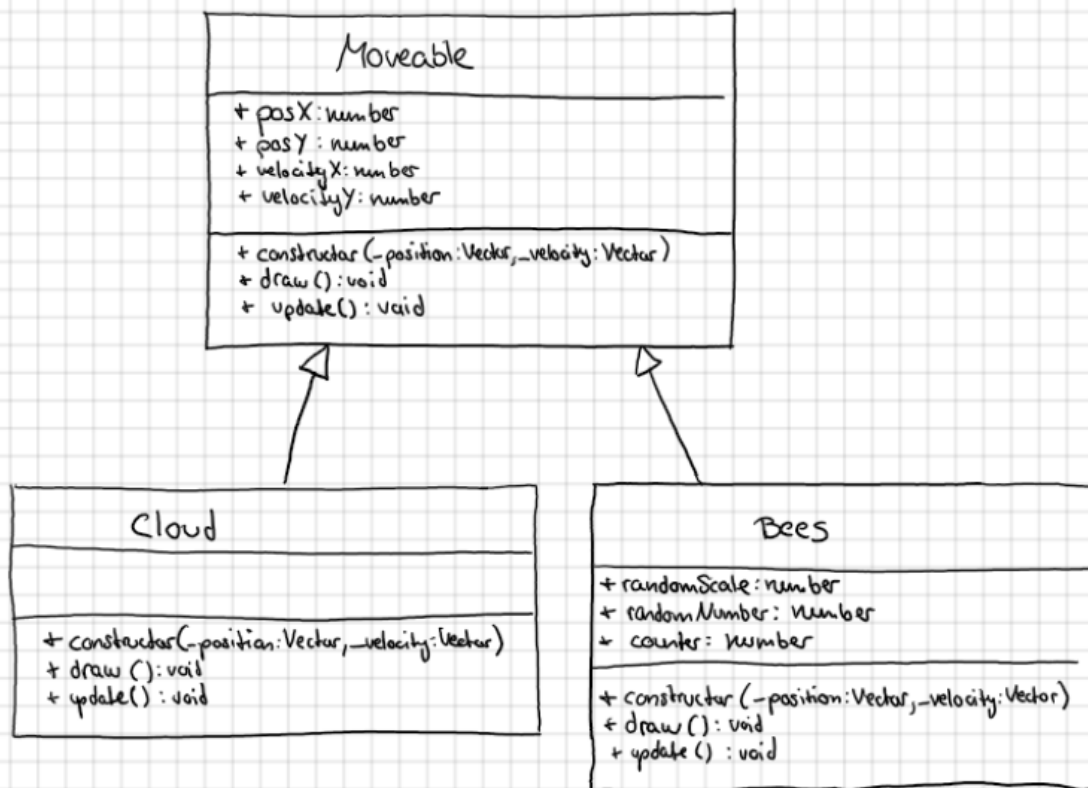 Moveable
+ posX: number
+ posY: number
+ velocityX: number
+ velocityY: number
+ constructor(_position: Vector, _velocity: Vector)
+ draw(): void
+ update(): void
Cloud
+ constructor(_position: Vector, _velocity: Vector)
+ draw(): void
+ update(): void
Bees
+ randomScale: number
+ randomNumber: number
+ counter: number
+ constructor(_position: Vector, _velocity: Vector)
+ draw(): void
+ update(): void